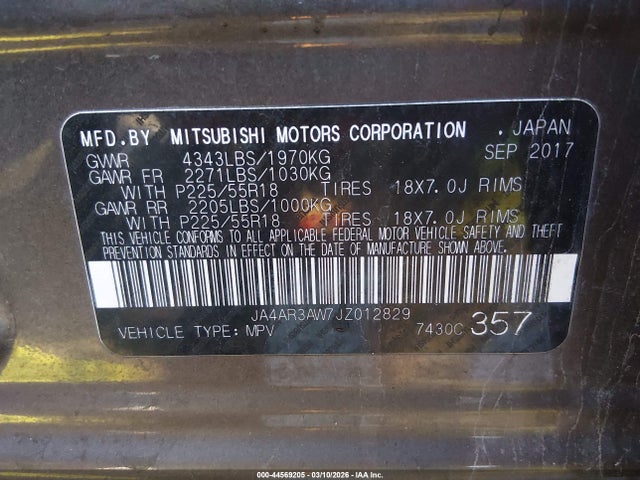 MFD.BY MITSUBISHI MOTORS CORPORATION . JAPAN
GVWR 4343LBS/1970KG SEP 2017
GAWR FR 2271LBS/1030KG
WITH P225/55R18 TIRES 18X7.0J RIMS
GAWR RR 2205LBS/1000KG
WITH P225/55R18 TIRES 18X7.0J RIMS
THIS VEHICLE CONFORMS TO ALL APPLICABLE FEDERAL MOTOR VEHICLE SAFETY AND THEFT
PREVENTION STANDARDS IN EFFECT ON THE DATE OF MANUFACTURE SHOWN ABOVE.
JA4AR3AW7JZ012829
VEHICLE TYPE: MPV 7430C 357
000-44569205 - 03/10/2026 - IAA Inc.